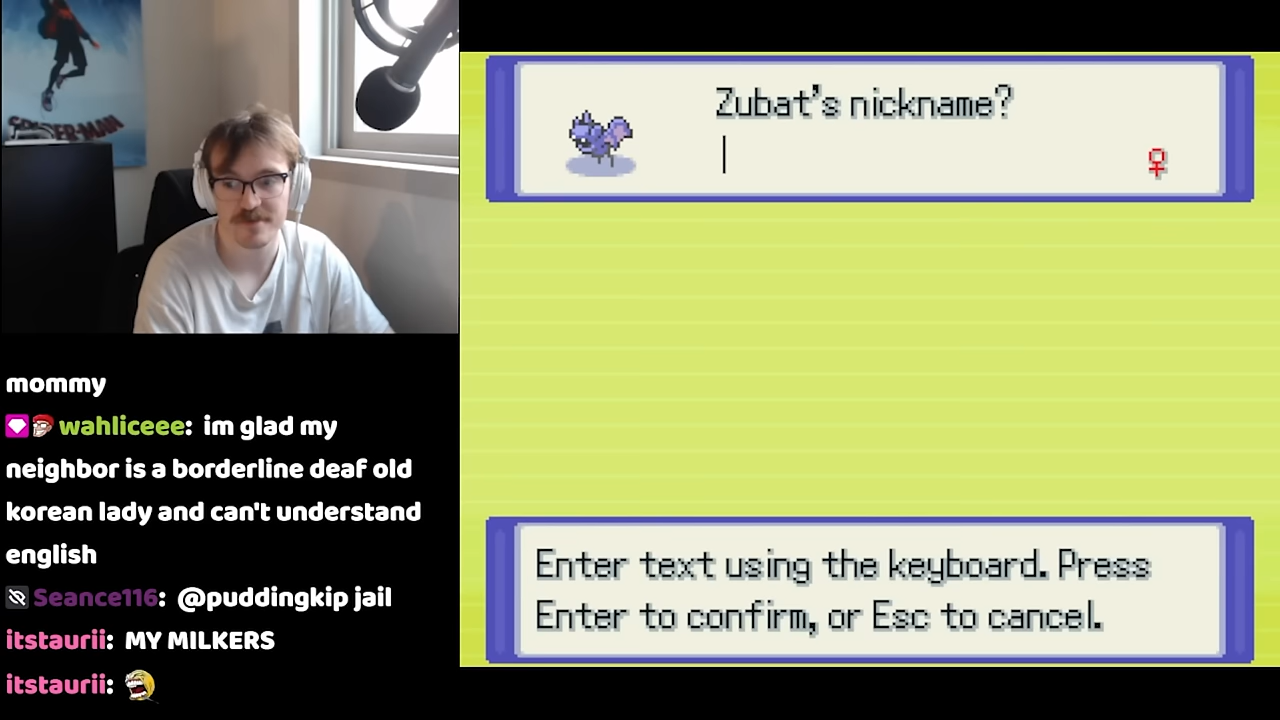 SPIDER-MAN
Zubat's nickname?
mommy
wahliceee: im glad my
neighbor is a borderline deaf old
korean lady and can't understand
english
Seance116: @puddingkip jail
itstaurii: MY MILKERS
itstaurii:
Enter text using the keyboard. Press
Enter to confirm, or Esc to cancel.